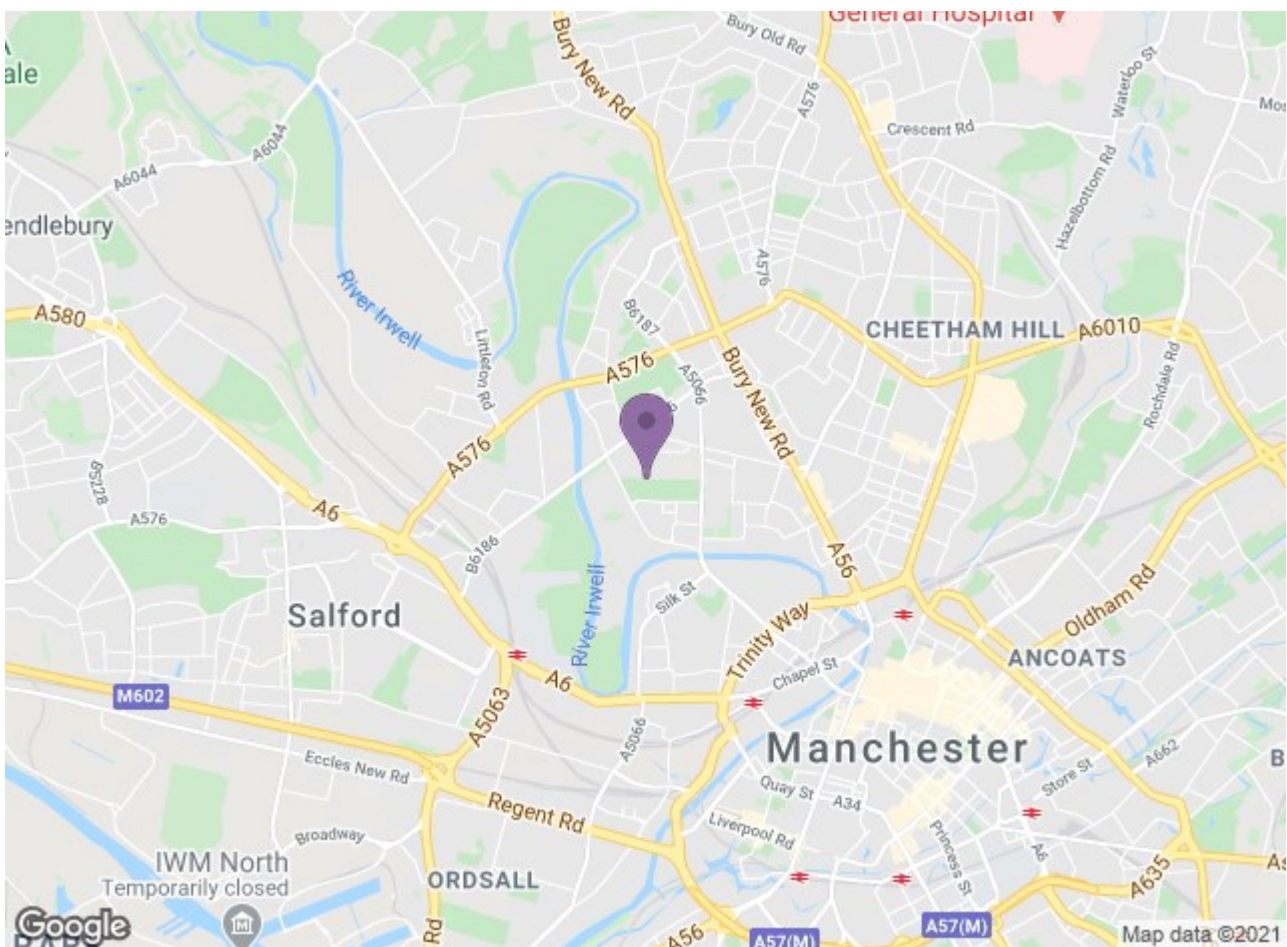 General Hospital
Bury Old Rd
Bury New Rd
A576
Waterloo St
ale
Crescent Rd
Mos
A6044
A6044
Hazelbottom Rd
endlebury
A576
River Irwell
B6187
A580
CHEETHAM HILL
A6010
Littleton Rd
A576
A5066
Bury New Rd
Rochdale Rd
A576
B5228
A6
A576
B6186
A56
Silk St
Oldham Rd
Salford
River Irwell
Trinity Way
Chapel St
ANCOATS
M602
A6
A5063
A5066
Manchester
A662
B
Eccles New Rd
Store St
Quay St
A34
Regent Rd
Liverpool Rd
Princess St
Broadway
A6
IWM North
Temporarily closed
ORDSALL
A635
As
Rd
Google
A56
A57(M)
A57(M)
Map data ©2021